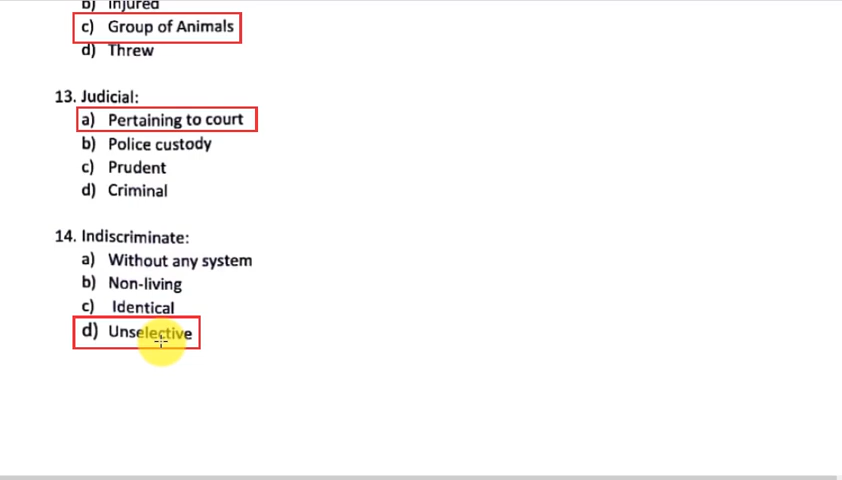 b) Injured
c) Group of Animals
d) Threw
13. Judicial:
a) Pertaining to court
b) Police custody
c) Prudent
d) Criminal
14. Indiscriminate:
a) Without any system
b) Non-living
c) Identical
d) Unselective